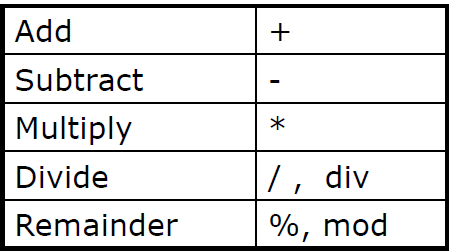 Add +
Subtract -
Multiply *
Divide / , div
Remainder %, mod